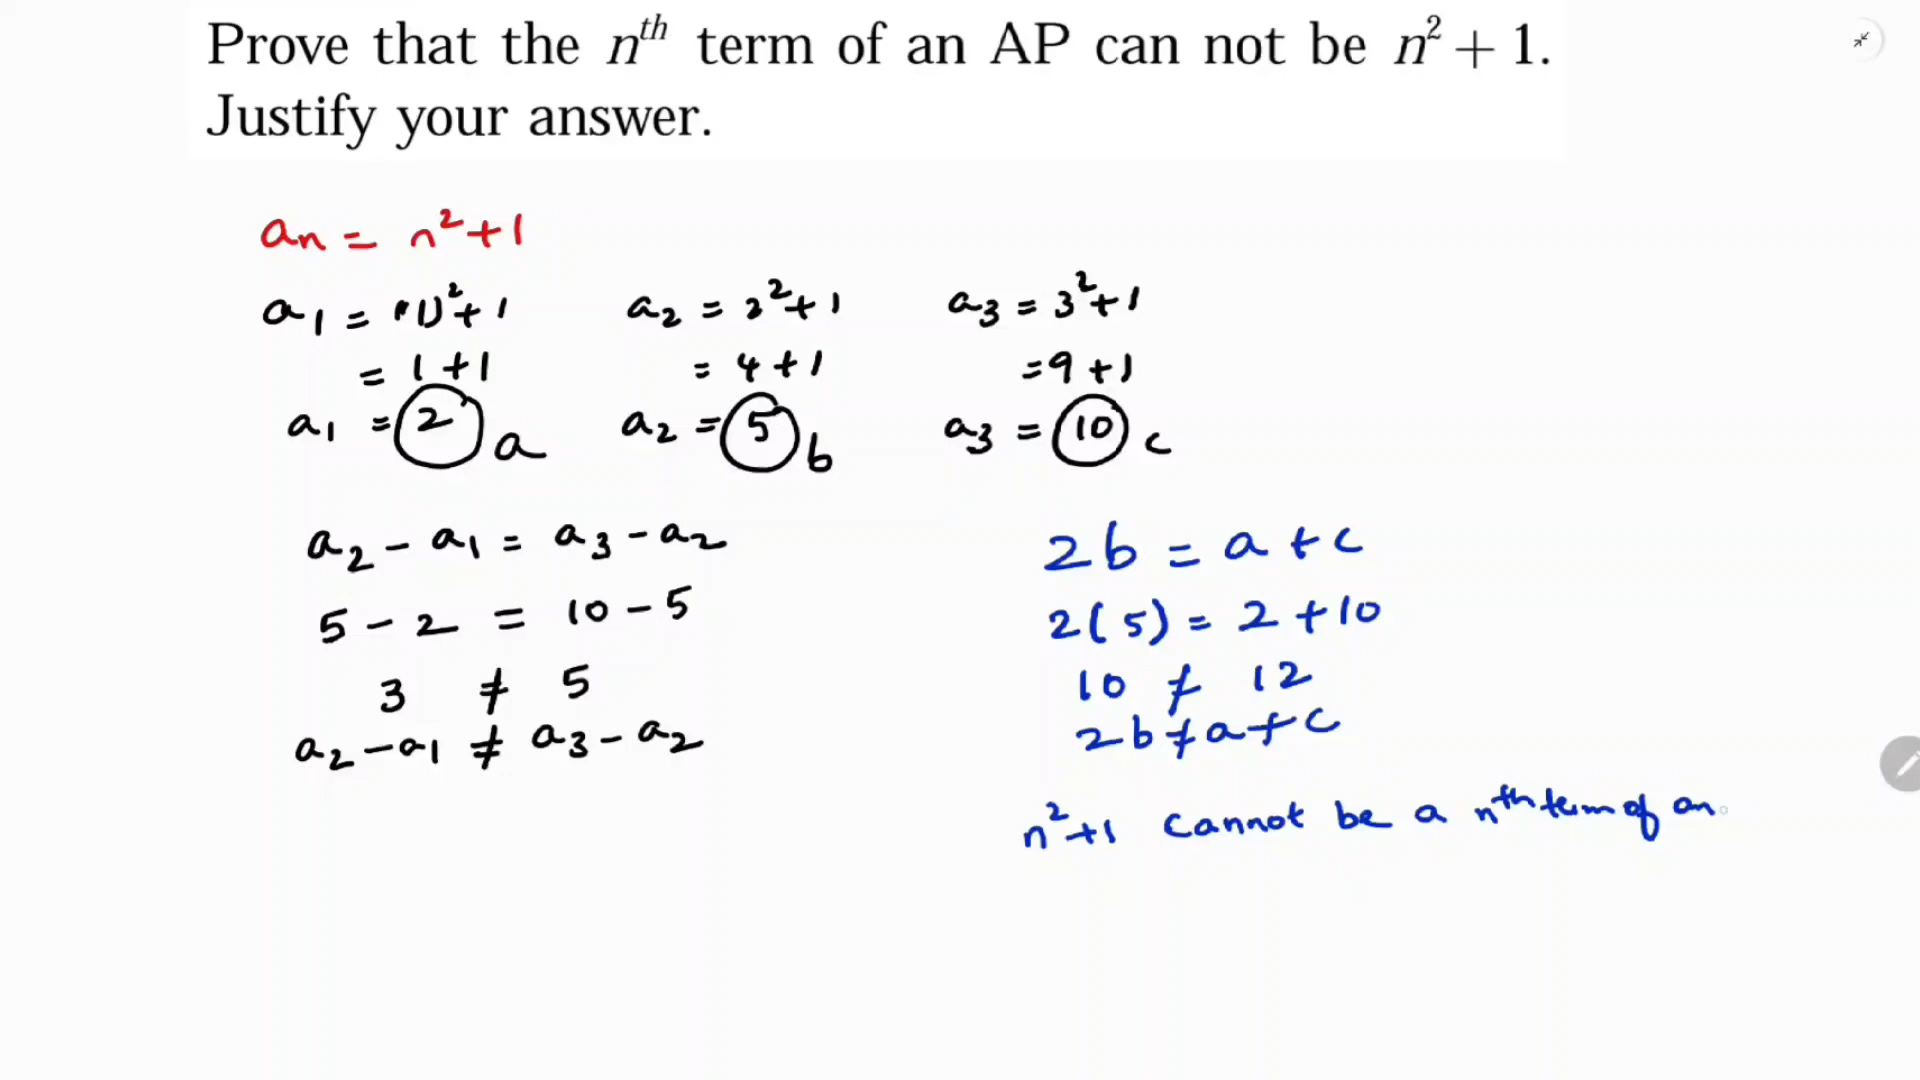 Prove that the nᵗʰ term of an AP can not be n² + 1.
Justify your answer.
an = n²+1
a1 = (1)²+1 a2 = 2²+1 a3 = 3²+1
= 1+1 = 4+1 =9+1
a1 = 2 a a2 = 5 b a3 = 10 c
a2 - a1 = a3 - a2 2b = a+c
5 - 2 = 10 - 5 2(5) = 2+10
3 ≠ 5 10 ≠ 12
a2 - a1 ≠ a3 - a2 2b ≠ a+c
n²+1 cannot be a nᵗʰ term of an